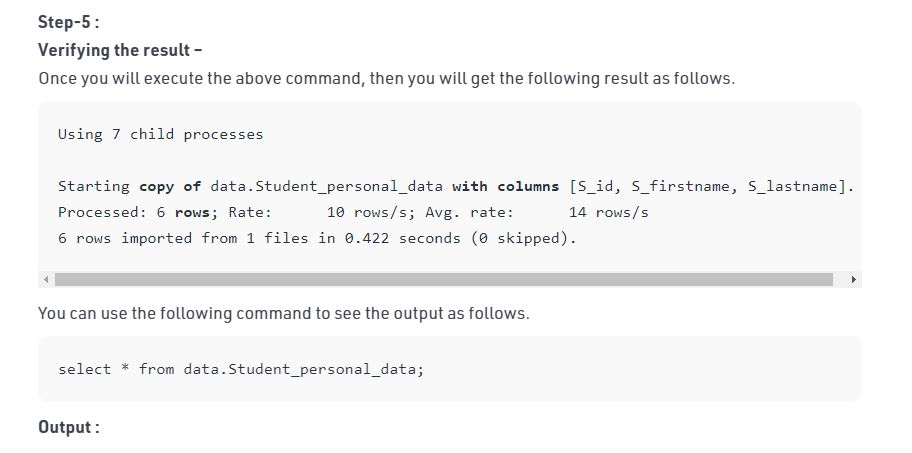 Step-5 :
Verifying the result –
Once you will execute the above command, then you will get the following result as follows.
Using 7 child processes
Starting copy of data.Student_personal_data with columns [S_id, S_firstname, S_lastname].
Processed: 6 rows; Rate:      10 rows/s; Avg. rate:      14 rows/s
6 rows imported from 1 files in 0.422 seconds (0 skipped).
You can use the following command to see the output as follows.
select * from data.Student_personal_data;
Output :